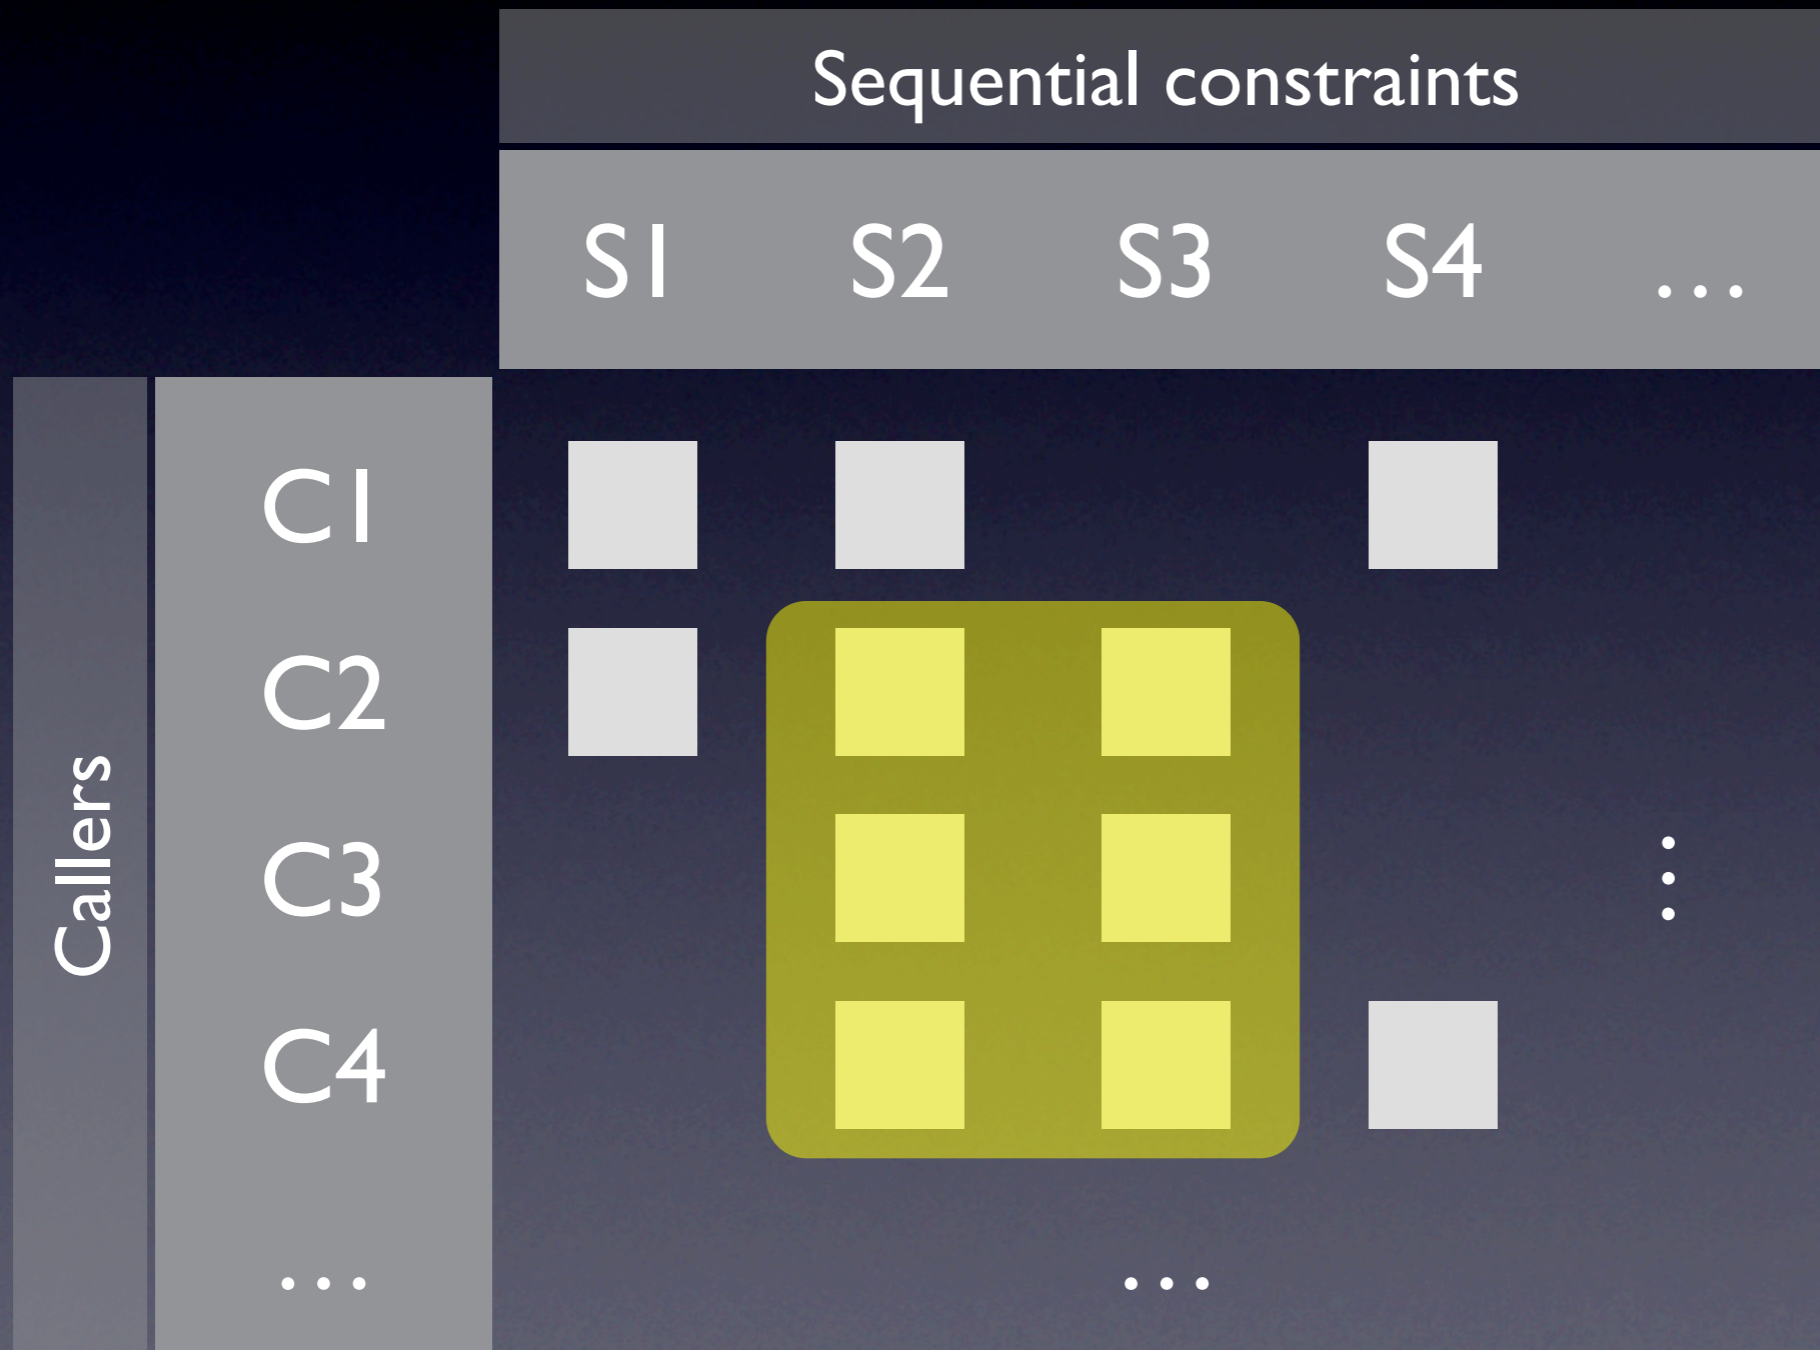 Sequential constraints
S1 S2 S3 S4 ...
Callers
C1
C2
C3
C4
... ...